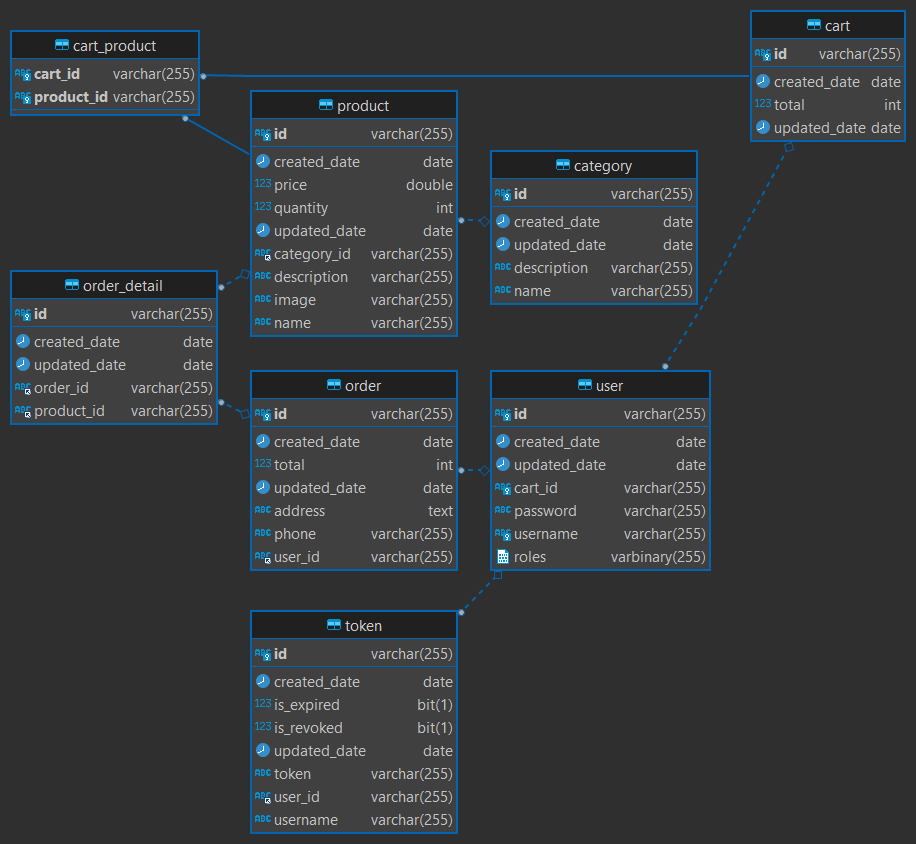 cart_product
cart_id varchar(255)
product_id varchar(255)
cart
id varchar(255)
created_date date
total int
updated_date date
product
id varchar(255)
created_date date
price double
quantity int
updated_date date
category_id varchar(255)
description varchar(255)
image varchar(255)
name varchar(255)
category
id varchar(255)
created_date date
updated_date date
description varchar(255)
name varchar(255)
order_detail
id varchar(255)
created_date date
updated_date date
order_id varchar(255)
product_id varchar(255)
order
id varchar(255)
created_date date
total int
updated_date date
address text
phone varchar(255)
user_id varchar(255)
user
id varchar(255)
created_date date
updated_date date
cart_id varchar(255)
password varchar(255)
username varchar(255)
roles varbinary(255)
token
id varchar(255)
created_date date
is_expired bit(1)
is_revoked bit(1)
updated_date date
token varchar(255)
user_id varchar(255)
username varchar(255)